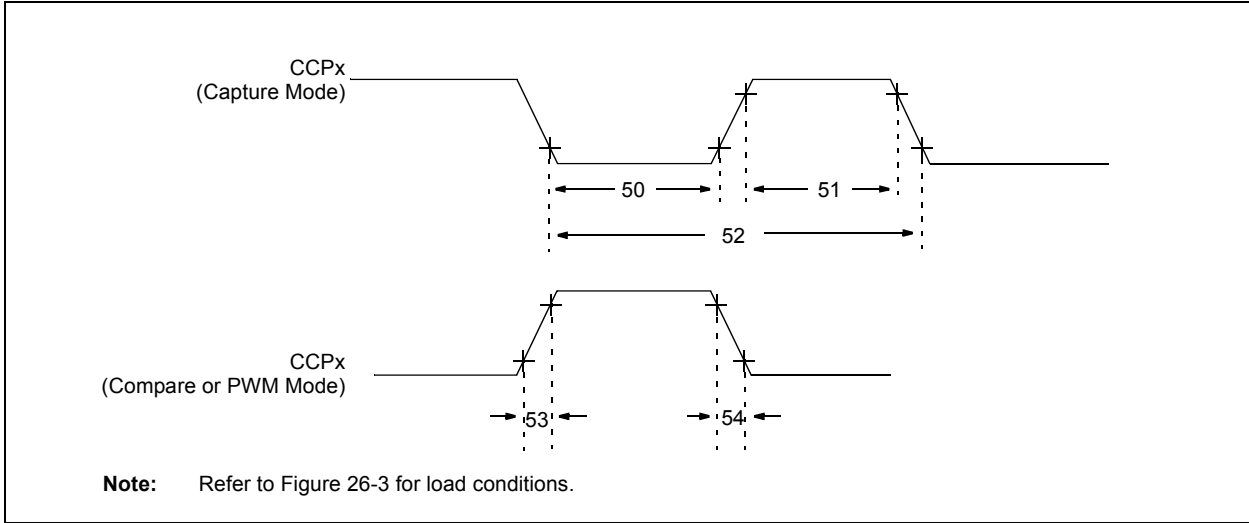 CCPx
(Capture Mode)
50
51
52
CCPx
(Compare or PWM Mode)
53
54
Note: Refer to Figure 26-3 for load conditions.